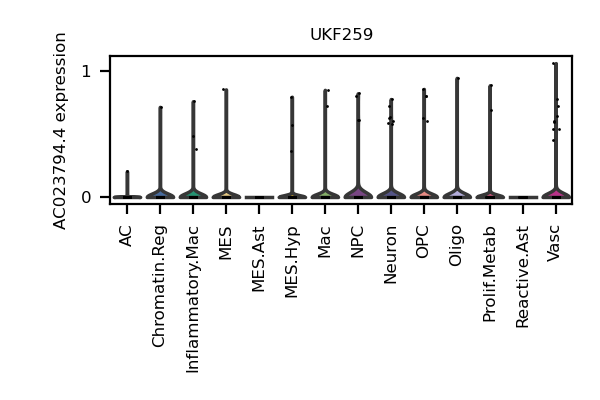 UKF259
AC023794.4 expression
1
0
AC
Chromatin.Reg
Inflammatory.Mac
MES
MES.Ast
MES.Hyp
Mac
NPC
Neuron
OPC
Oligo
Prolif.Metab
Reactive.Ast
Vasc